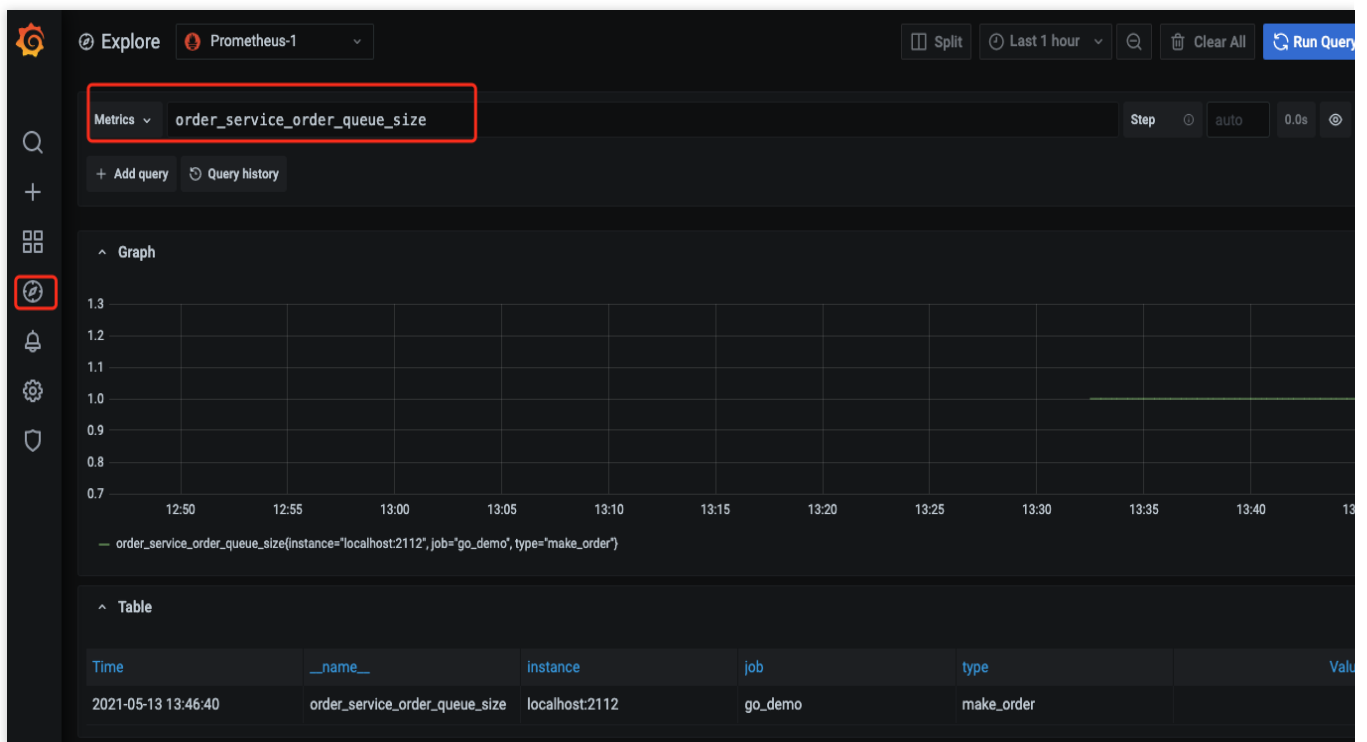 Explore Prometheus-1 Split Last 1 hour Clear All Run Query
Metrics order_service_order_queue_size Step auto 0.0s
+ Add query Query history
Graph
1.3
1.2
1.1
1.0
0.9
0.8
0.7
12:50 12:55 13:00 13:05 13:10 13:15 13:20 13:25 13:30 13:35 13:40 13
order_service_order_queue_size{instance="localhost:2112", job="go_demo", type="make_order"}
Table
Time __name__ instance job type Valu
2021-05-13 13:46:40 order_service_order_queue_size localhost:2112 go_demo make_order